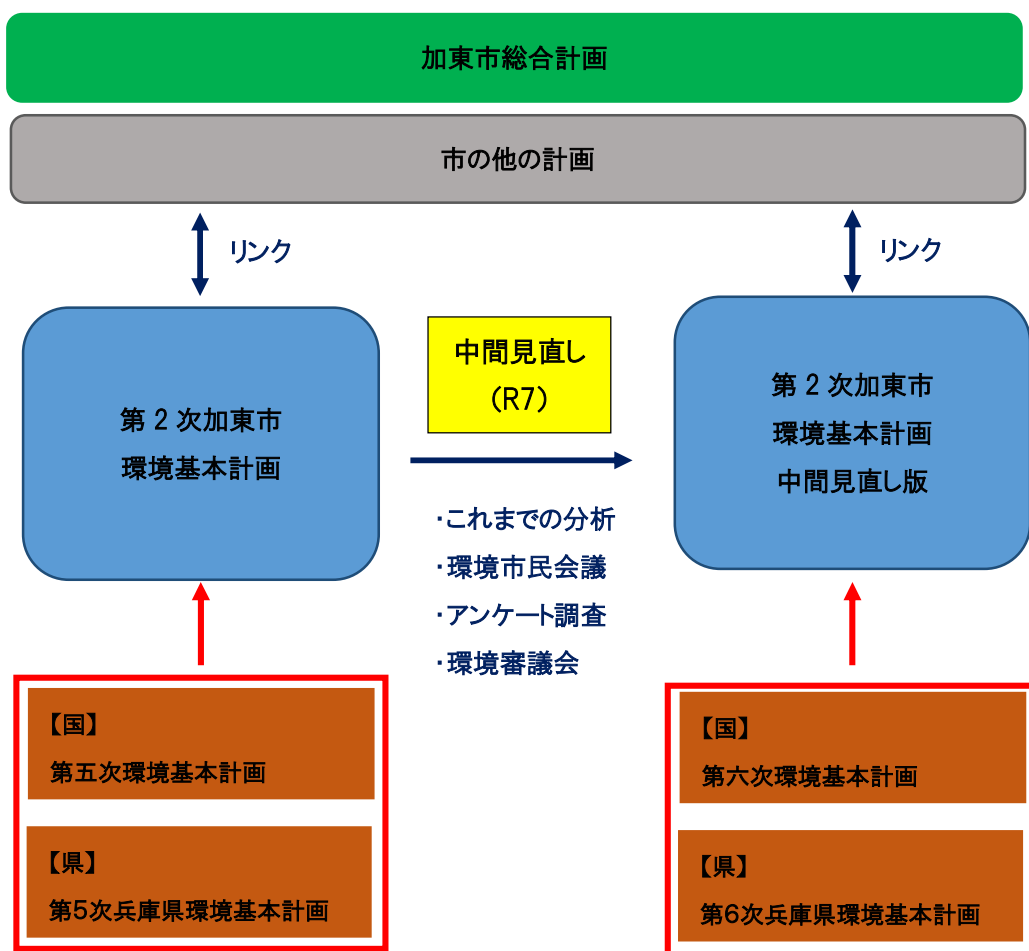 加東市総合計画
市の他の計画
リンク
リンク
第 2 次加東市
環境基本計画
中間見直し
(R7)
・これまでの分析
・環境市民会議
・アンケート調査
・環境審議会
第 2 次加東市
環境基本計画
中間見直し版
【国】
第五次環境基本計画
【県】
第5次兵庫県環境基本計画
【国】
第六次環境基本計画
【県】
第6次兵庫県環境基本計画